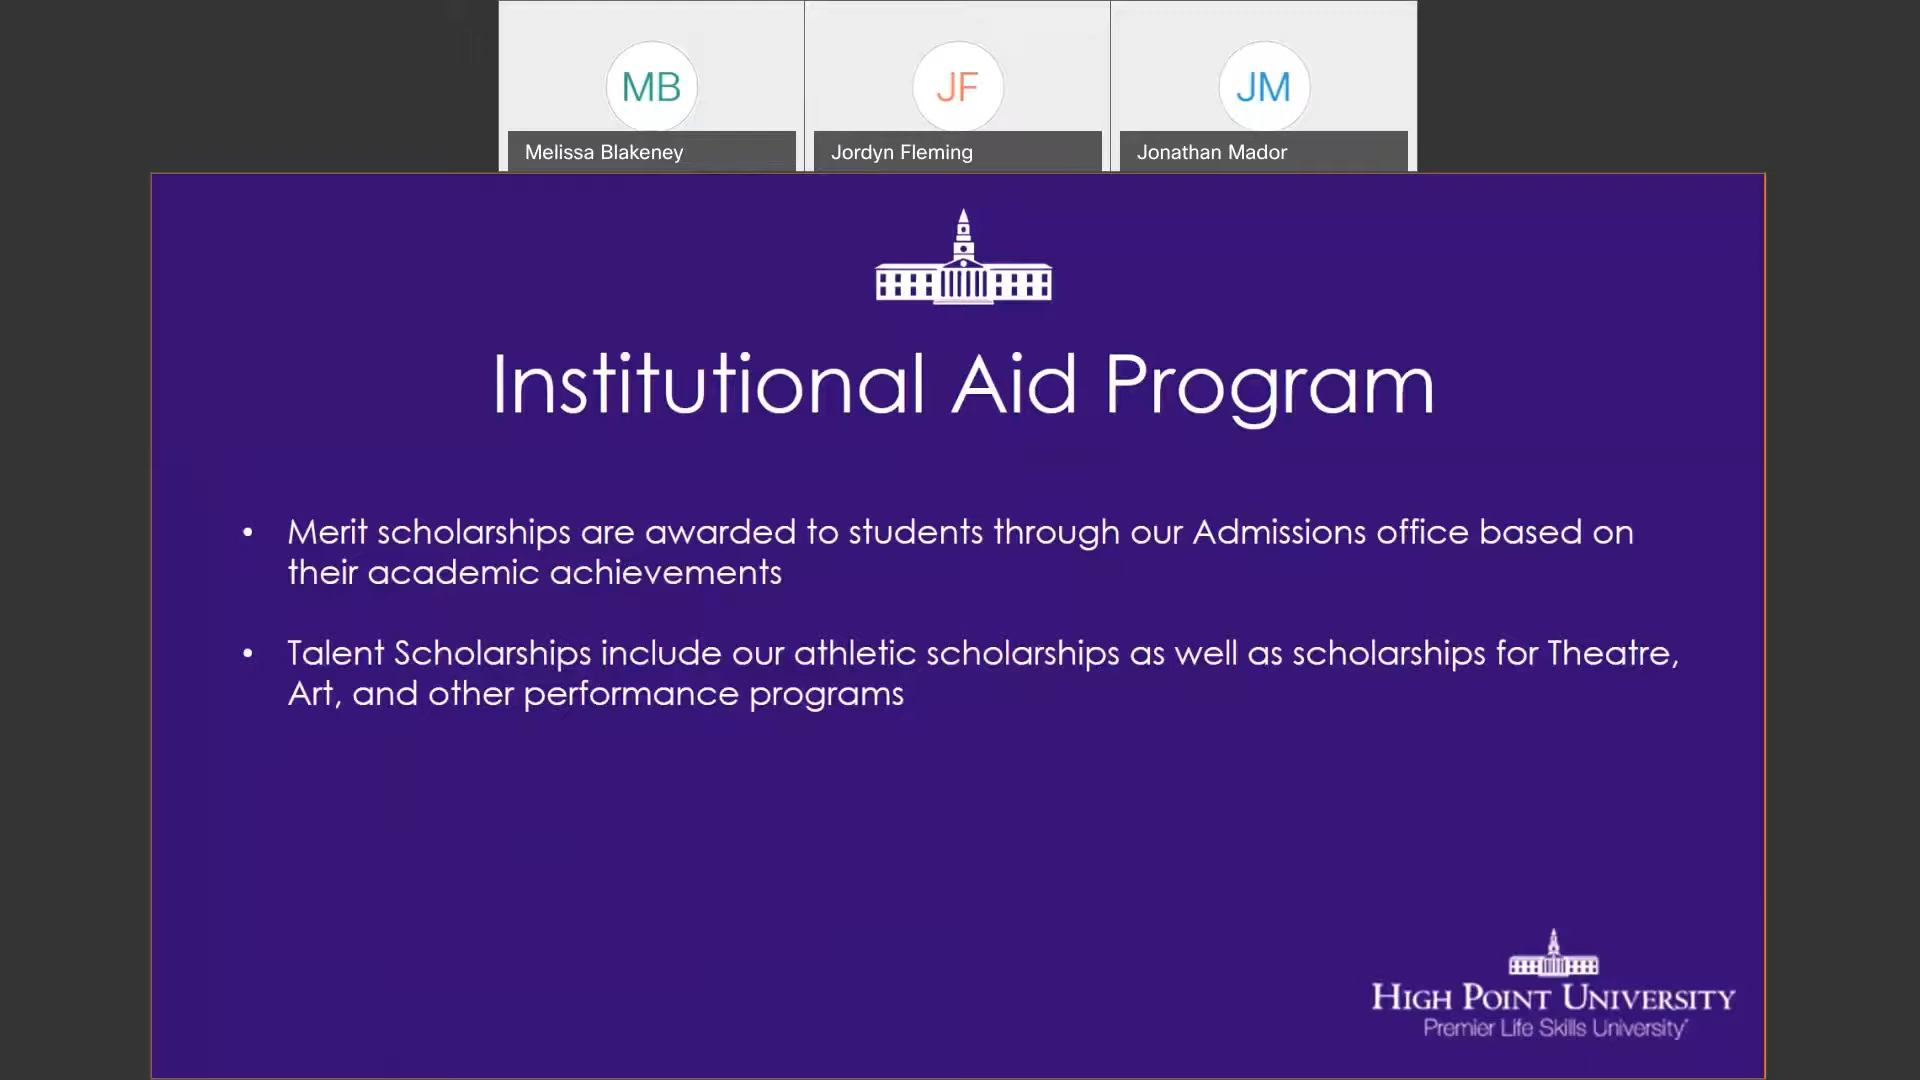 MB
JF
JM
Melissa Blakeney
Jordyn Fleming
Jonathan Mador
Institutional Aid Program
• Merit scholarships are awarded to students through our Admissions office based on
their academic achievements
• Talent Scholarships include our athletic scholarships as well as scholarships for Theatre,
Art, and other performance programs
HIGH POINT UNIVERSITY
Premier Life Skills University